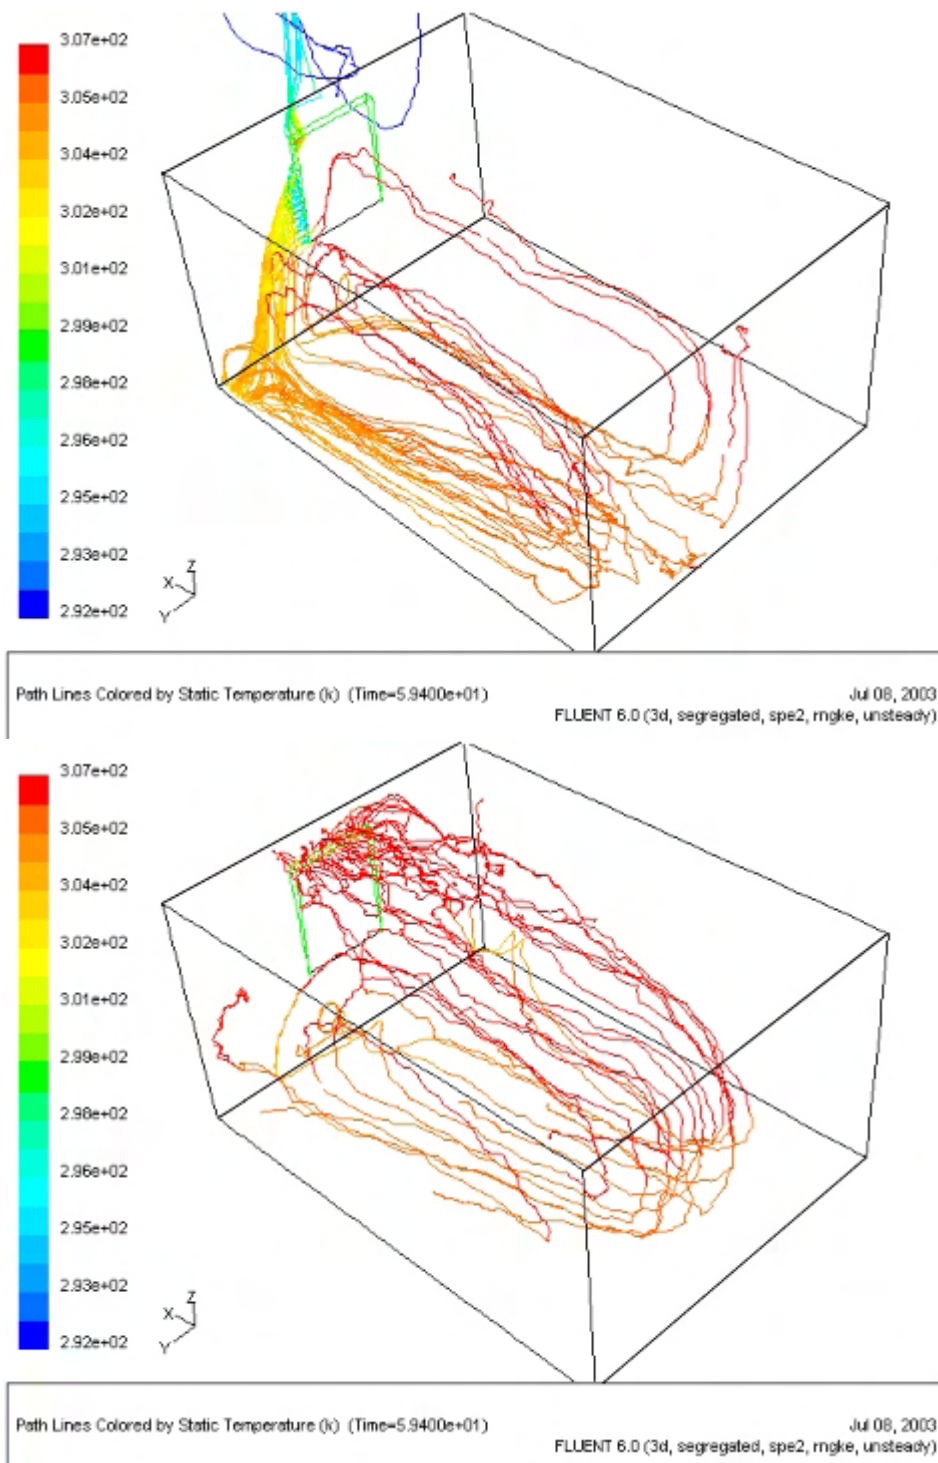 3.07e+02
3.05e+02
3.04e+02
3.02e+02
3.01e+02
2.99e+02
2.98e+02
2.96e+02
2.95e+02
2.93e+02
2.92e+02
Z
X
Y
Path Lines Colored by Static Temperature (k) (Time=5.9400e+01)
Jul 08, 2003
FLUENT 6.0 (3d, segregated, spe2, rngke, unsteady)
3.07e+02
3.05e+02
3.04e+02
3.02e+02
3.01e+02
2.99e+02
2.98e+02
2.96e+02
2.95e+02
2.93e+02
2.92e+02
Z
X
Y
Path Lines Colored by Static Temperature (k) (Time=5.9400e+01)
Jul 08, 2003
FLUENT 6.0 (3d, segregated, spe2, rngke, unsteady)